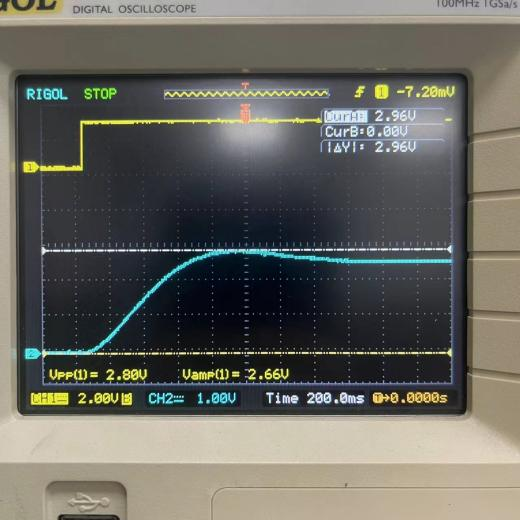 GOL DIGITAL OSCILLOSCOPE 100MHz 1GSa/s
RIGOL STOP 1 -7.20mV
CurA: 2.96V
CurB: 0.00V
|ΔY|: 2.96V
1
2
Vpp(1)= 2.80V Vamp(1)= 2.66V
CH1 2.00V B CH2 1.00V Time 200.0ms T→0.0000s